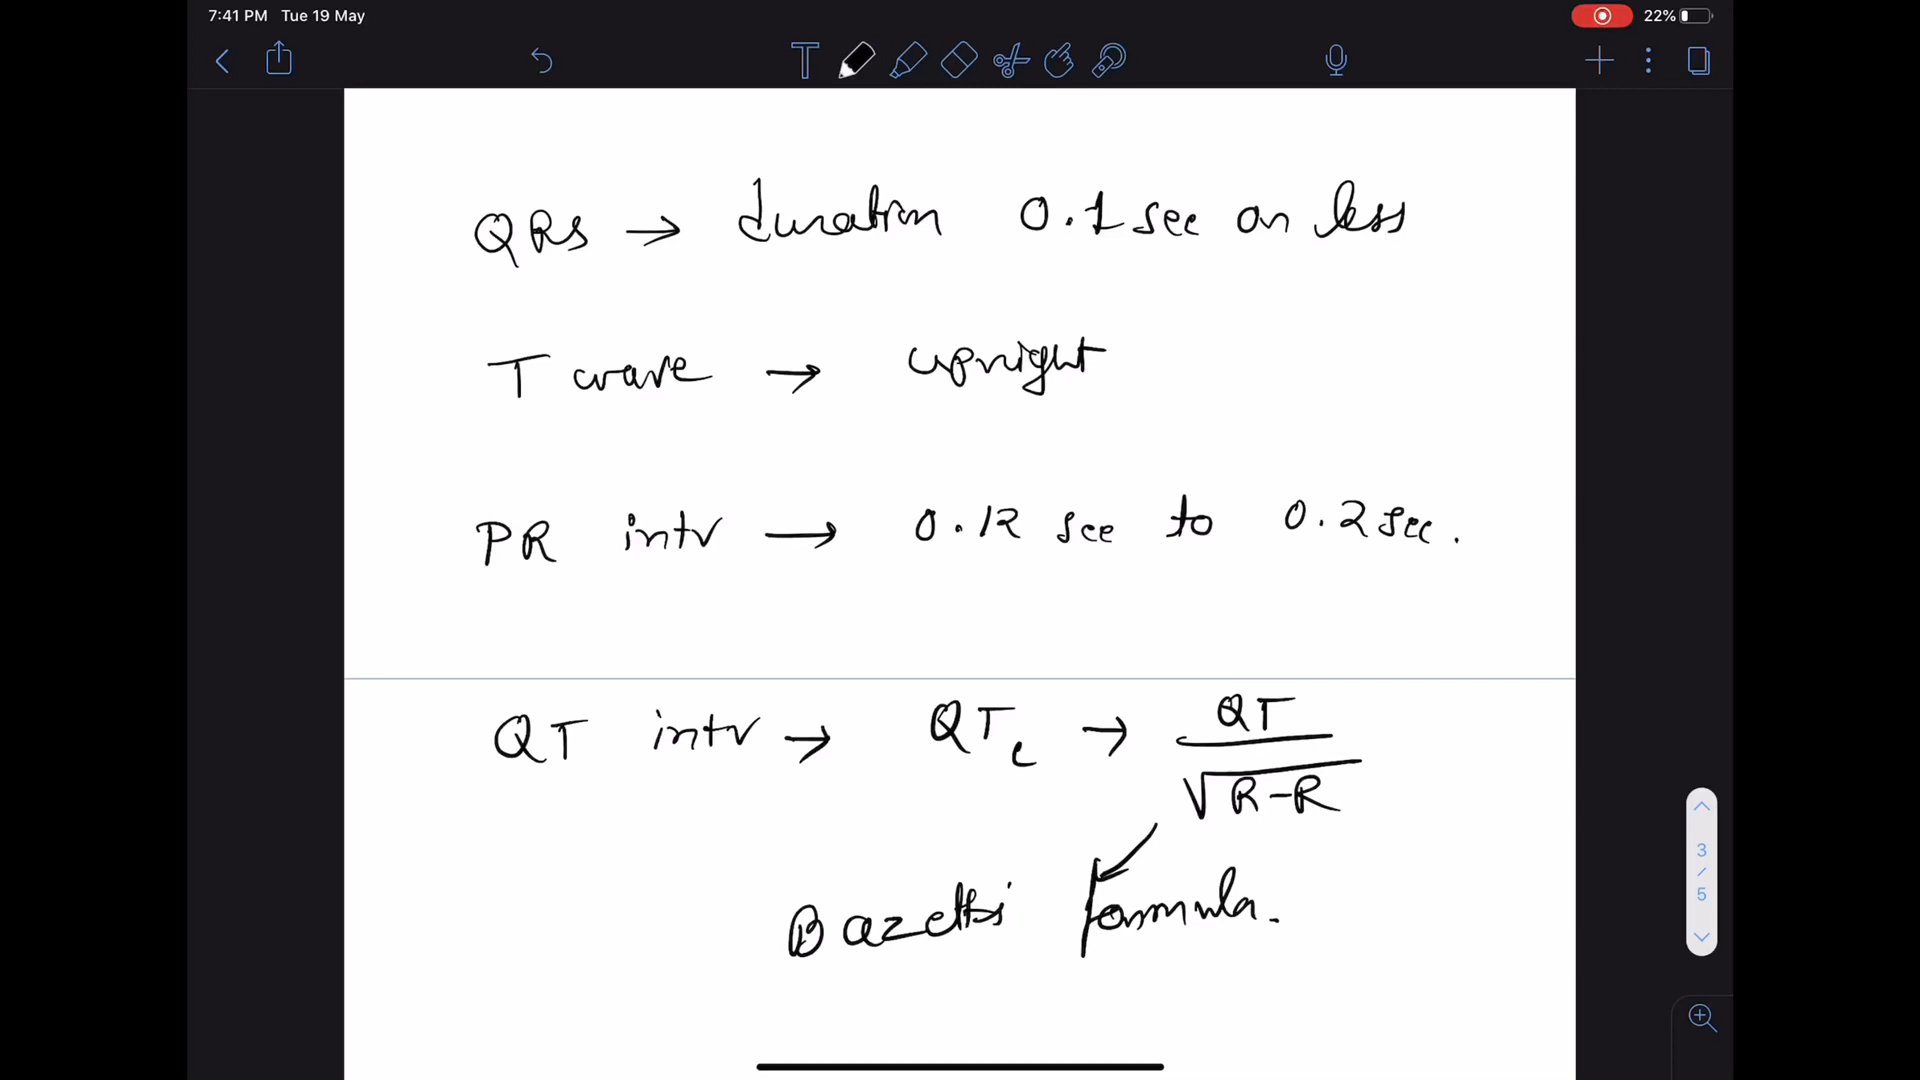 7:41 PM Tue 19 May
22%
T
QRS → duration 0.1 sec or less
T wave → upright
PR intv → 0.12 sec to 0.2 sec.
QT intv → QTc → QT / √R-R
Bazett's formula.
3
/
5